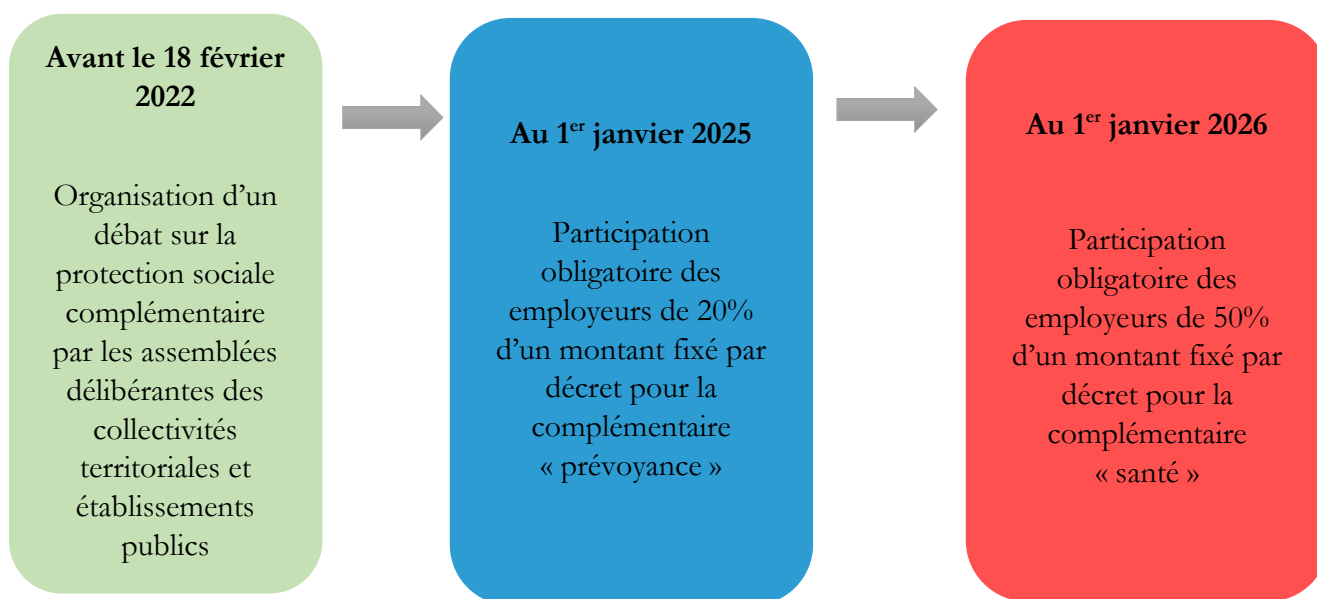 Avant le 18 février
2022
Organisation d’un
débat sur la
protection sociale
complémentaire
par les assemblées
délibérantes des
collectivités
territoriales et
établissements
publics
Au 1er janvier 2025
Participation
obligatoire des
employeurs de 20%
d’un montant fixé par
décret pour la
complémentaire
« prévoyance »
Au 1er janvier 2026
Participation
obligatoire des
employeurs de 50%
d’un montant fixé par
décret pour la
complémentaire
« santé »